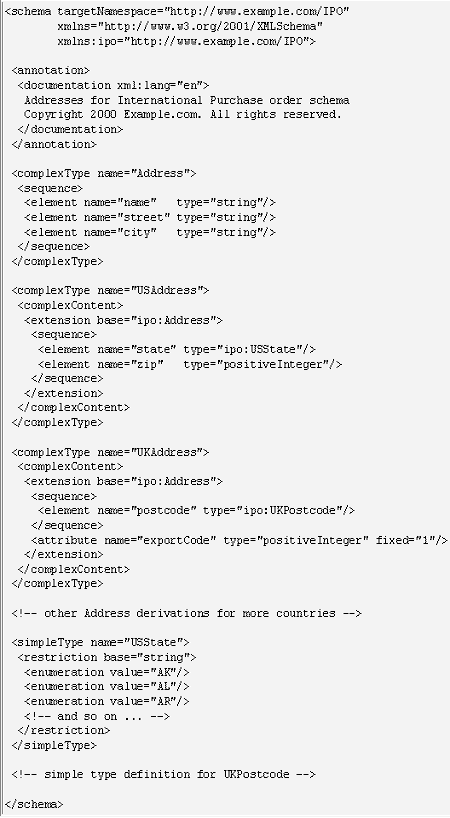 <schema targetNamespace="http://www.example.com/IPO"
        xmlns="http://www.w3.org/2001/XMLSchema"
        xmlns:ipo="http://www.example.com/IPO">

 <annotation>
  <documentation xml:lang="en">
   Addresses for International Purchase order schema
   Copyright 2000 Example.com. All rights reserved.
  </documentation>
 </annotation>

 <complexType name="Address">
  <sequence>
   <element name="name"   type="string"/>
   <element name="street" type="string"/>
   <element name="city"   type="string"/>
  </sequence>
 </complexType>

 <complexType name="USAddress">
  <complexContent>
   <extension base="ipo:Address">
    <sequence>
     <element name="state" type="ipo:USState"/>
     <element name="zip"   type="positiveInteger"/>
    </sequence>
   </extension>
  </complexContent>
 </complexType>

 <complexType name="UKAddress">
  <complexContent>
   <extension base="ipo:Address">
    <sequence>
     <element name="postcode" type="ipo:UKPostcode"/>
    </sequence>
    <attribute name="exportCode" type="positiveInteger" fixed="1"/>
   </extension>
  </complexContent>
 </complexType>

 <!-- other Address derivations for more countries -->

 <simpleType name="USState">
  <restriction base="string">
   <enumeration value="AK"/>
   <enumeration value="AL"/>
   <enumeration value="AR"/>
   <!-- and so on ... -->
  </restriction>
 </simpleType>

 <!-- simple type definition for UKPostcode -->

</schema>